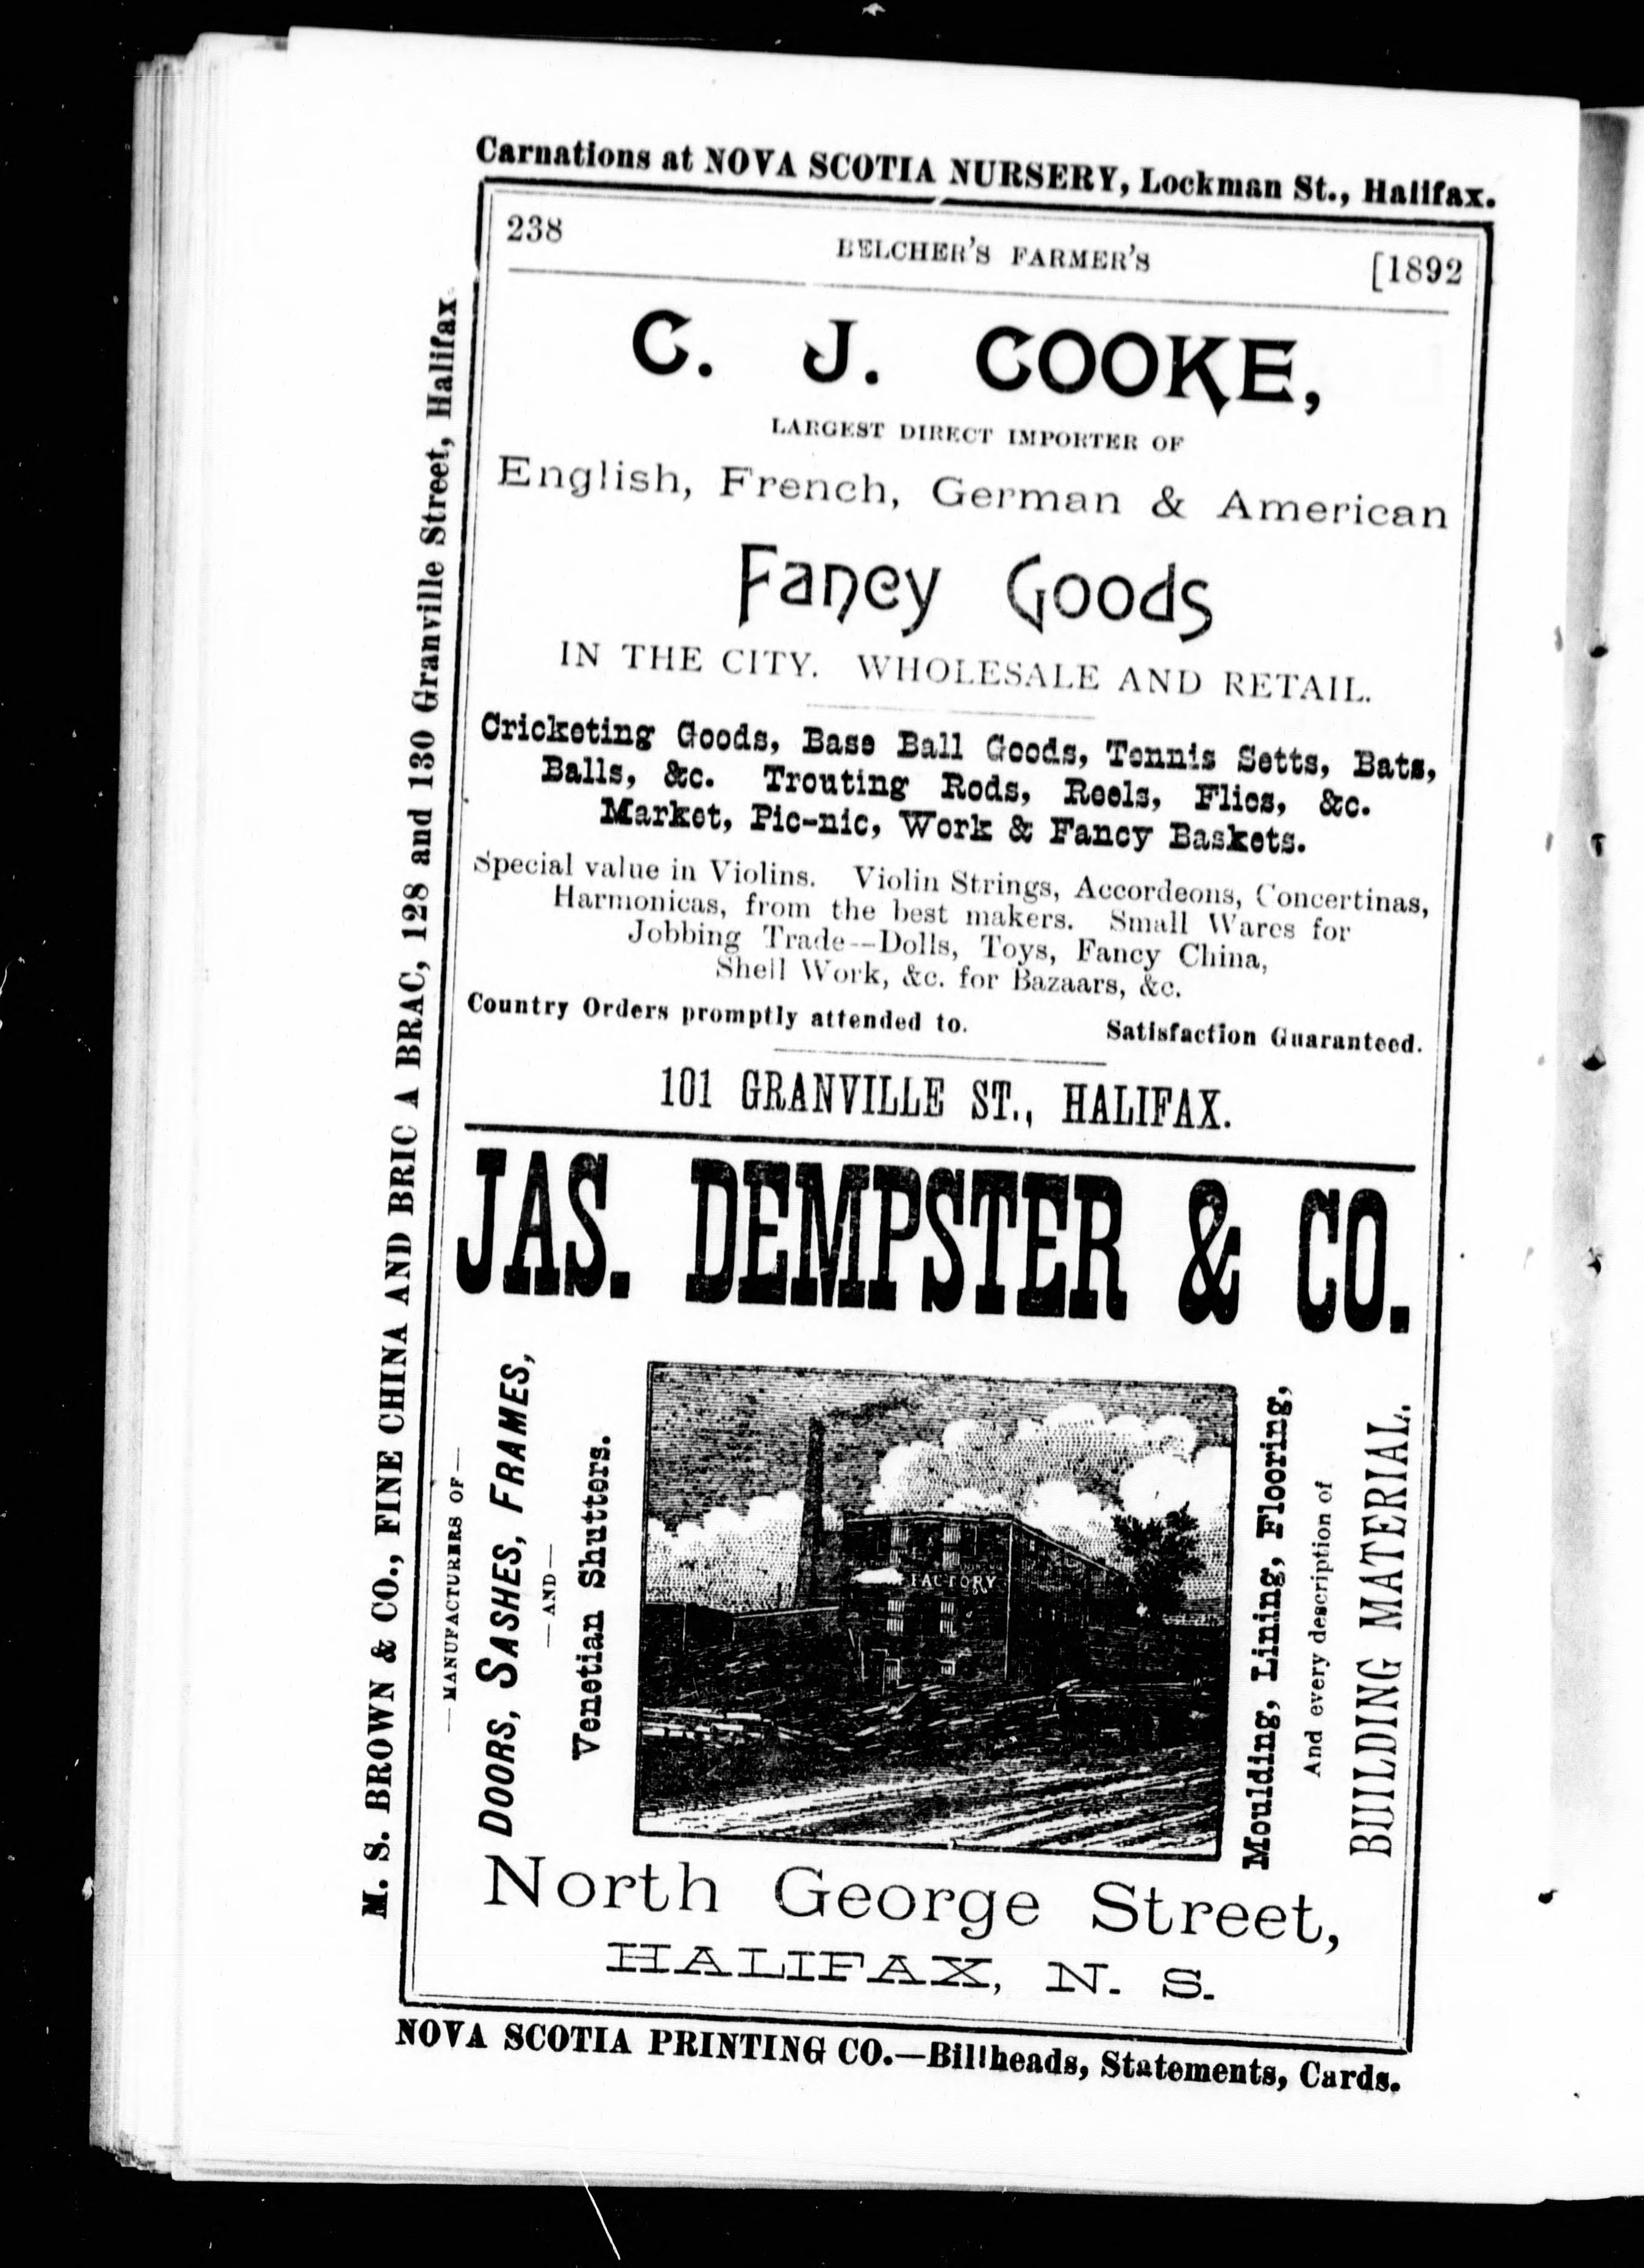 Carnations at NOVA SCOTIA NURSERY, Lockman St., Halifax.
238 BELCHER'S FARMER'S [1892
M. S. BROWN & CO., FINE CHINA AND BRIC A BRAC, 128 and 130 Granville Street, Halifax
C. J. COOKE,
LARGEST DIRECT IMPORTER OF
English, French, German & American
Fancy Goods
IN THE CITY. WHOLESALE AND RETAIL.
Cricketing Goods, Base Ball Goods, Tennis Setts, Bats,
Balls, &c. Trouting Rods, Reels, Flies, &c.
Market, Pic-nic, Work & Fancy Baskets.
Special value in Violins. Violin Strings, Accordeons, Concertinas,
Harmonicas, from the best makers. Small Wares for
Jobbing Trade--Dolls, Toys, Fancy China,
Shell Work, &c. for Bazaars, &c.
Country Orders promptly attended to. Satisfaction Guaranteed.
101 GRANVILLE ST., HALIFAX.
JAS. DEMPSTER & CO.
—MANUFACTURERS OF—
DOORS, SASHES, FRAMES,
—AND—
Venetian Shutters.
FACTORY
Moulding, Lining, Flooring,
And every description of
BUILDING MATERIAL.
North George Street,
HALIFAX, N. S.
NOVA SCOTIA PRINTING CO.—Billheads, Statements, Cards.